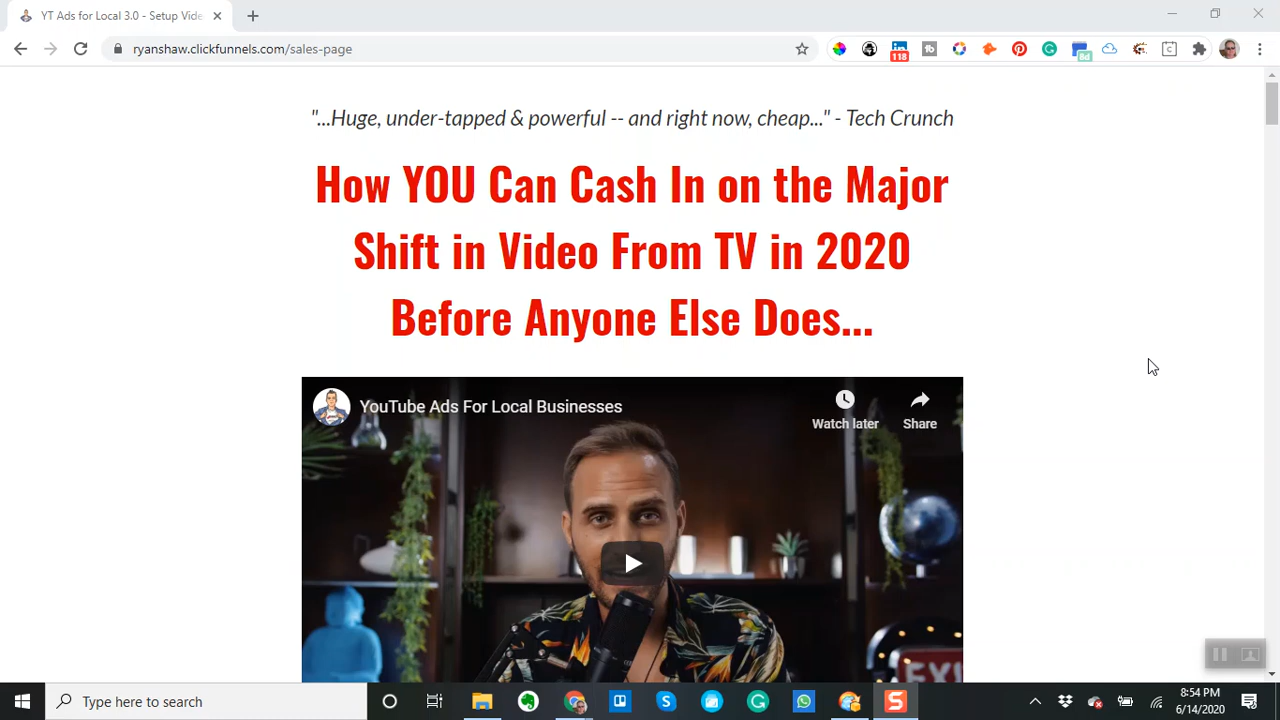 YT Ads for Local 3.0 - Setup Vide
ryanshaw.clickfunnels.com/sales-page
118
8d
"...Huge, under-tapped & powerful -- and right now, cheap..." - Tech Crunch
How YOU Can Cash In on the Major
Shift in Video From TV in 2020
Before Anyone Else Does...
YouTube Ads For Local Businesses
Watch later
Share
EXI
Type here to search
8:54 PM
6/14/2020